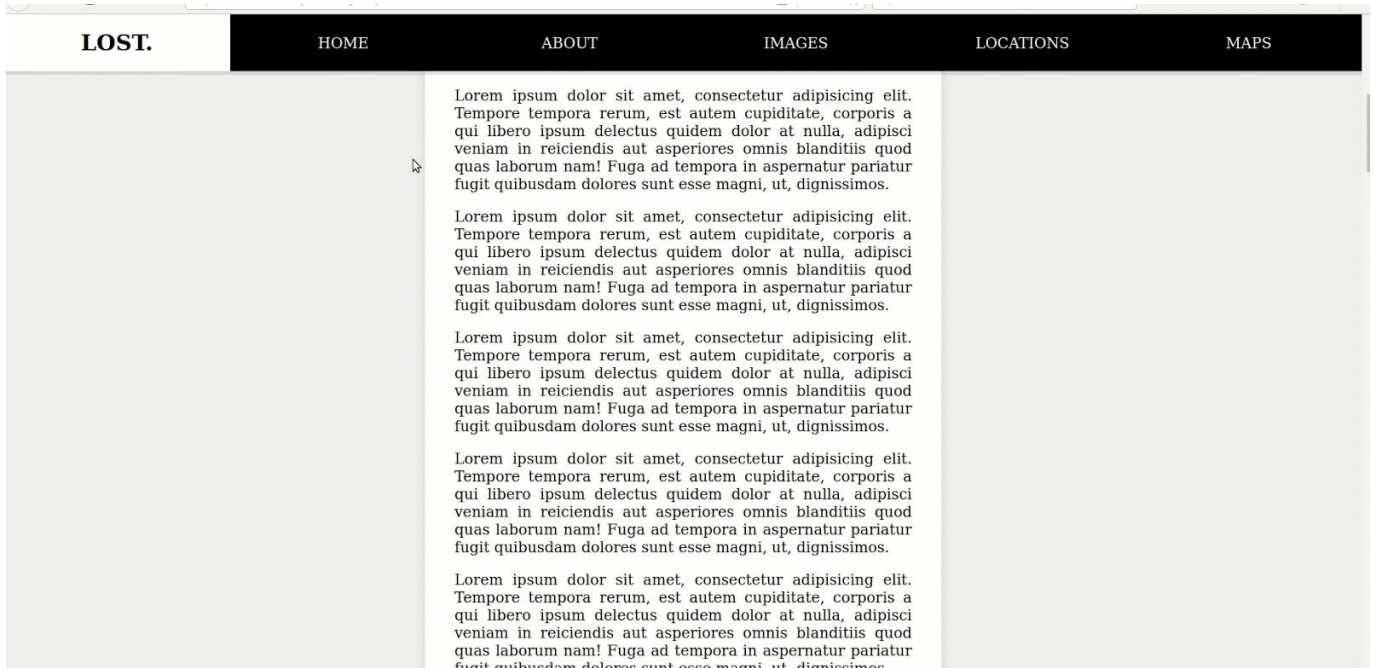 LOST. HOME ABOUT IMAGES LOCATIONS MAPS
Lorem ipsum dolor sit amet, consectetur adipisicing elit.
Tempore tempora rerum, est autem cupiditate, corporis a
qui libero ipsum delectus quidem dolor at nulla, adipisci
veniam in reiciendis aut asperiores omnis blanditiis quod
quas laborum nam! Fuga ad tempora in aspernatur pariatur
fugit quibusdam dolores sunt esse magni, ut, dignissimos.
Lorem ipsum dolor sit amet, consectetur adipisicing elit.
Tempore tempora rerum, est autem cupiditate, corporis a
qui libero ipsum delectus quidem dolor at nulla, adipisci
veniam in reiciendis aut asperiores omnis blanditiis quod
quas laborum nam! Fuga ad tempora in aspernatur pariatur
fugit quibusdam dolores sunt esse magni, ut, dignissimos.
Lorem ipsum dolor sit amet, consectetur adipisicing elit.
Tempore tempora rerum, est autem cupiditate, corporis a
qui libero ipsum delectus quidem dolor at nulla, adipisci
veniam in reiciendis aut asperiores omnis blanditiis quod
quas laborum nam! Fuga ad tempora in aspernatur pariatur
fugit quibusdam dolores sunt esse magni, ut, dignissimos.
Lorem ipsum dolor sit amet, consectetur adipisicing elit.
Tempore tempora rerum, est autem cupiditate, corporis a
qui libero ipsum delectus quidem dolor at nulla, adipisci
veniam in reiciendis aut asperiores omnis blanditiis quod
quas laborum nam! Fuga ad tempora in aspernatur pariatur
fugit quibusdam dolores sunt esse magni, ut, dignissimos.
Lorem ipsum dolor sit amet, consectetur adipisicing elit.
Tempore tempora rerum, est autem cupiditate, corporis a
qui libero ipsum delectus quidem dolor at nulla, adipisci
veniam in reiciendis aut asperiores omnis blanditiis quod
quas laborum nam! Fuga ad tempora in aspernatur pariatur
fugit quibusdam dolores sunt esse magni, ut, dignissimos.